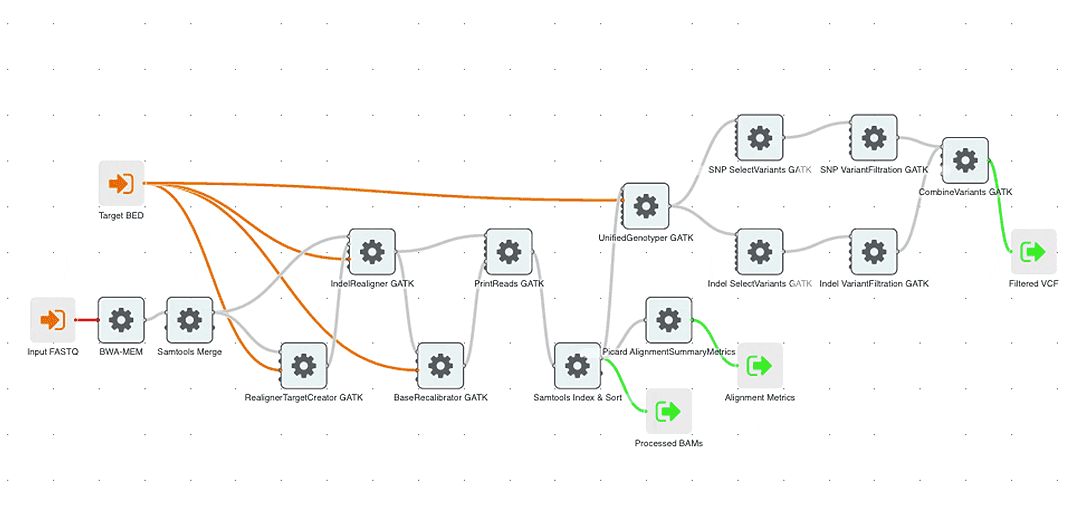 SNP SelectVariants GATK
SNP VariantFiltration GATK
CombineVariants GATK
Target BED
UnifiedGenotyper GATK
IndelRealigner GATK
PrintReads GATK
Indel SelectVariants GATK
Indel VariantFiltration GATK
Filtered VCF
Input FASTQ
BWA-MEM
Samtools Merge
Picard AlignmentSummaryMetrics
RealignerTargetCreator GATK
BaseRecalibrator GATK
Samtools Index & Sort
Alignment Metrics
Processed BAMs